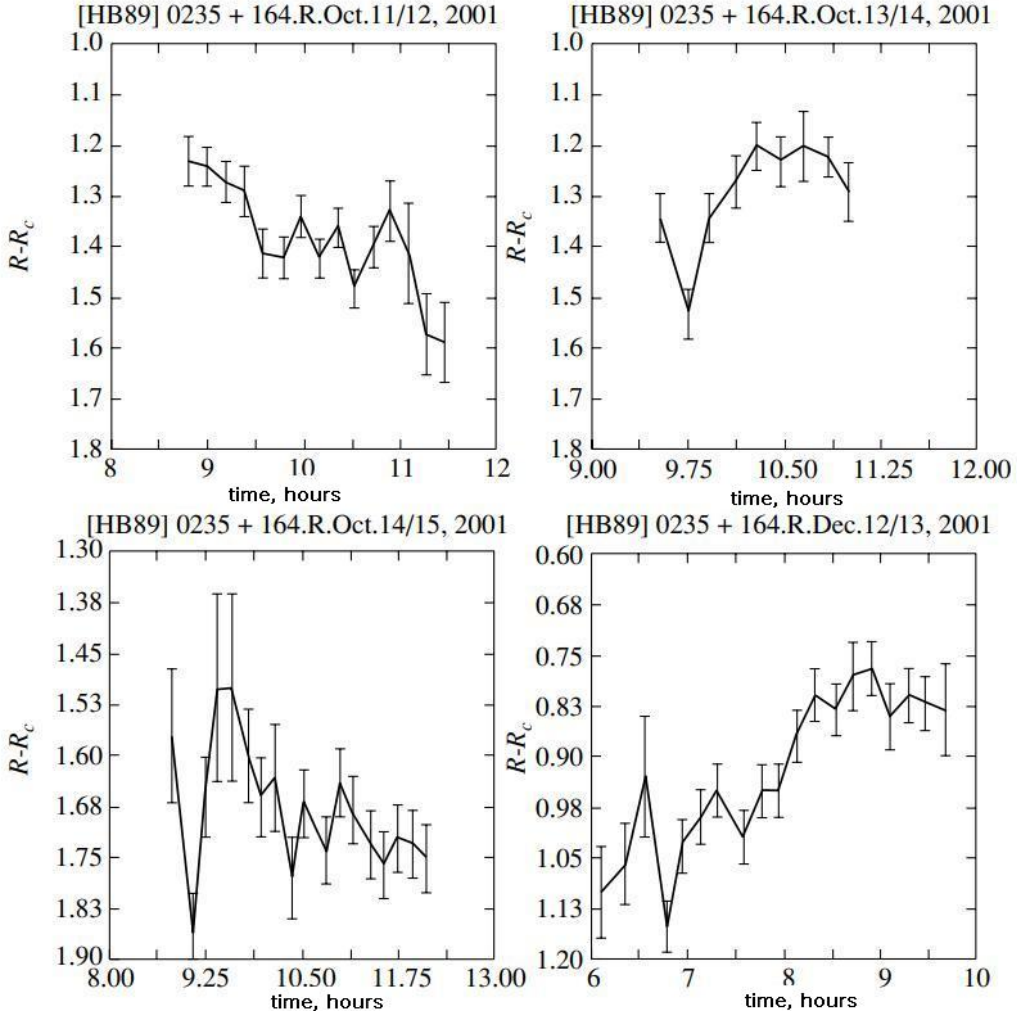 [HB89] 0235 + 164.R.Oct.11/12, 2001
1.0
1.1
1.2
1.3
1.4
1.5
1.6
1.7
1.8
R-Rc
8 9 10 11 12
time, hours
[HB89] 0235 + 164.R.Oct.13/14, 2001
1.0
1.1
1.2
1.3
1.4
1.5
1.6
1.7
1.8
R-Rc
9.00 9.75 10.50 11.25 12.00
time, hours
[HB89] 0235 + 164.R.Oct.14/15, 2001
1.30
1.38
1.45
1.53
1.60
1.68
1.75
1.83
1.90
R-Rc
8.00 9.25 10.50 11.75 13.00
time, hours
[HB89] 0235 + 164.R.Dec.12/13, 2001
0.60
0.68
0.75
0.83
0.90
0.98
1.05
1.13
1.20
R-Rc
6 7 8 9 10
time, hours